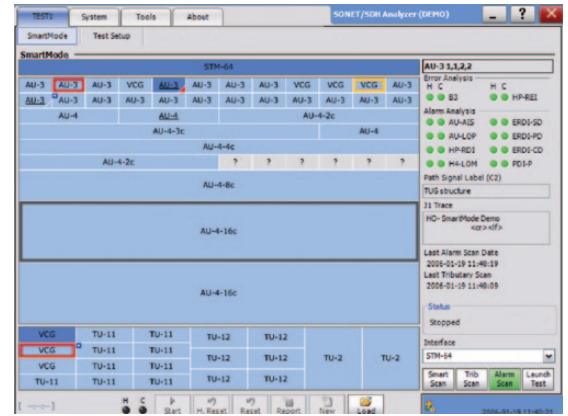 TEST1 System Tools About SONET/SDH Analyzer (DEMO) ?
SmartMode Test Setup
SmartMode
STM-64
AU-3 AU-3 AU-3 VCG AU-3 AU-3 AU-3 VCG VCG VCG AU-3
AU-3 AU-3 AU-3 AU-3 AU-3 AU-3 AU-3 AU-3 AU-3 AU-3 AU-3
AU-4 AU-4 AU-4-2c
AU-4-3c AU-4
AU-4-4c
AU-4-2c ? ? ? ? ?
AU-4-8c
AU-4-16c
AU-4-16c
VCG TU-11 TU-11 TU-12 TU-12 TU-2 TU-2
VCG TU-11 TU-11
VCG TU-11 TU-11 TU-12 TU-12
TU-11 TU-11 TU-11 TU-12 TU-12
AU-3 1,1,2,2
Error Analysis
H C H C
B3 HP-REI
Alarm Analysis
AU-AIS ERDI-SD
AU-LOP ERDI-PD
HP-RDI ERDI-CD
H4-LOM PDI-P
Path Signal Label (C2)
TUG structure
J1 Trace
HO- SmartMode Demo
<cr><lf>
Last Alarm Scan Date
2006-01-19 11:40:19
Last Tributary Scan
2006-01-19 11:40:09
Status
Stopped
Interface
STM-64
Smart Scan Trib Scan Alarm Scan Launch Test
H C Start H. Reset Reset Report New Load
2006-01-19 11:40:21